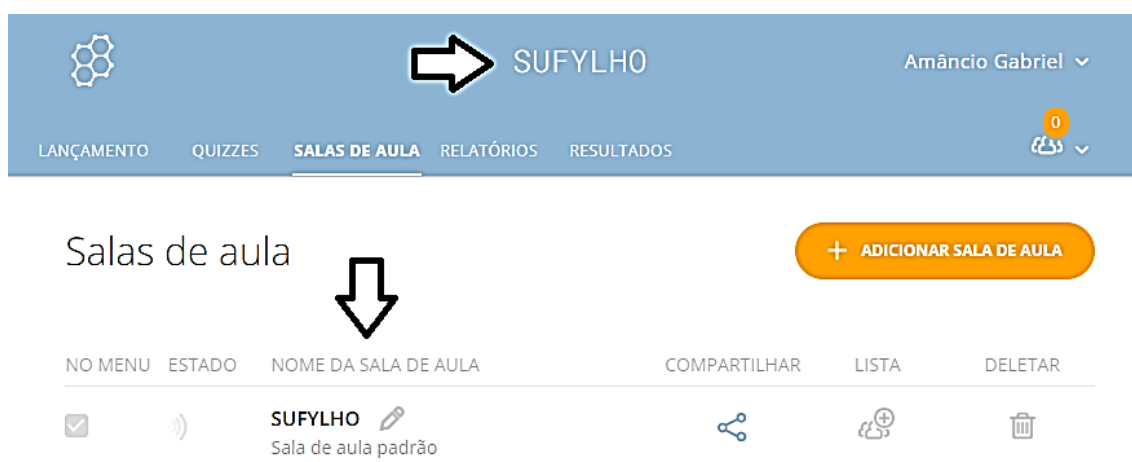 SUFYLHO
Amâncio Gabriel
0
LANÇAMENTO QUIZZES SALAS DE AULA RELATÓRIOS RESULTADOS
Salas de aula
+ ADICIONAR SALA DE AULA
NO MENU ESTADO NOME DA SALA DE AULA COMPARTILHAR LISTA DELETAR
SUFYLHO
Sala de aula padrão